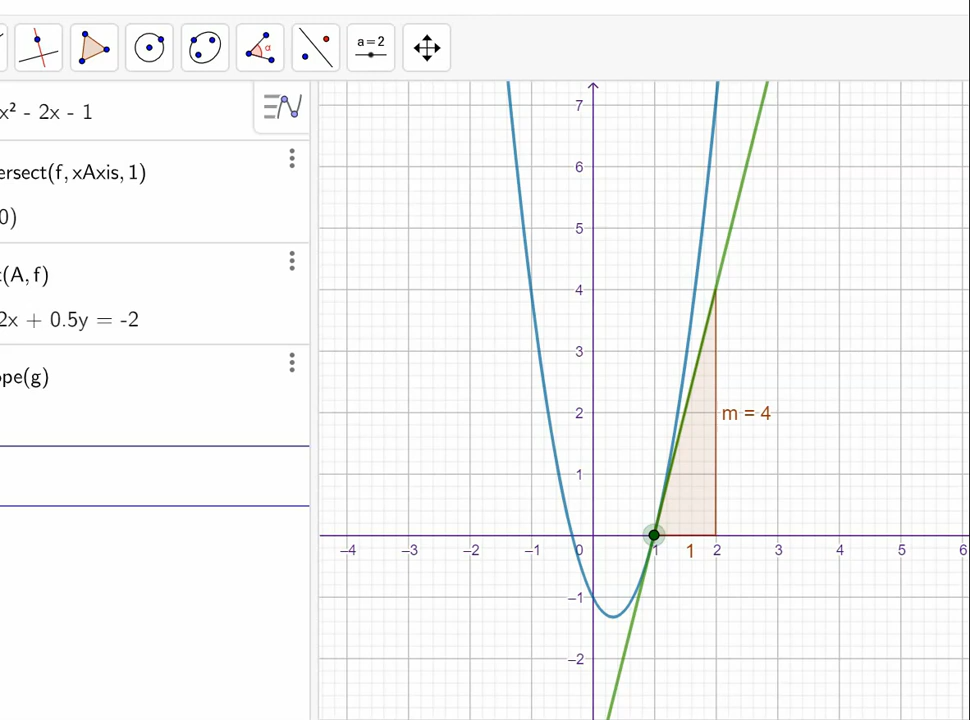 a=2
x² - 2x - 1
ersect(f, xAxis, 1)
0)
:(A, f)
2x + 0.5y = -2
ope(g)
7
6
5
4
3
2
1
m = 4
−4 −3 −2 −1 0 1 2 3 4 5 6
1
−1
−2
α